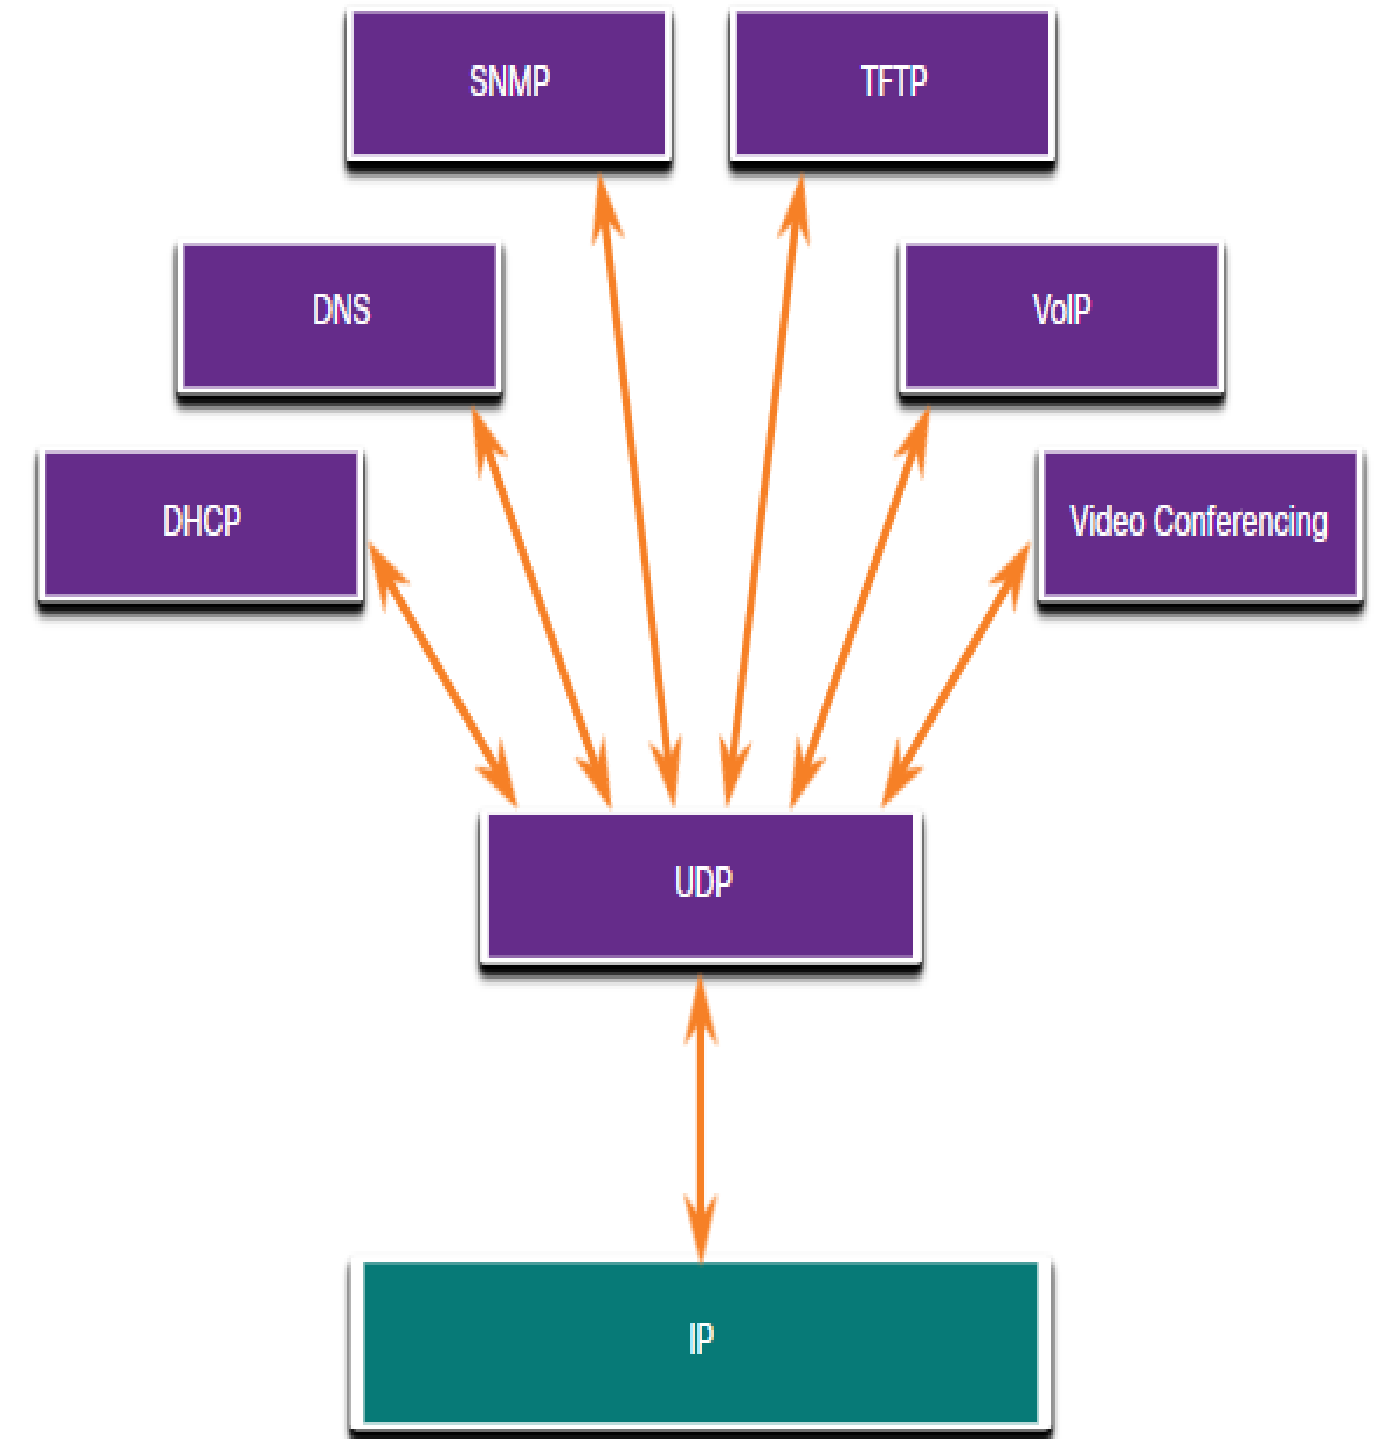 SNMP
TFTP
DNS
VoIP
DHCP
Video Conferencing
UDP
IP